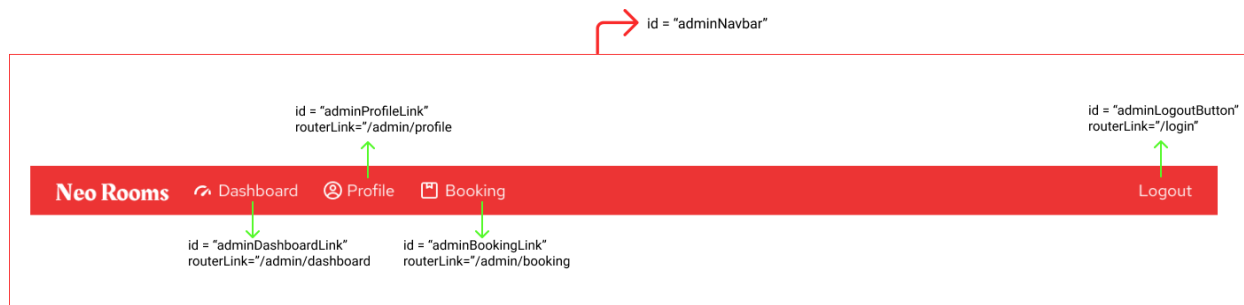 id = “adminNavbar”
id = “adminProfileLink”
routerLink=”/admin/profile
id = “adminLogoutButton”
routerLink=”/login”
Neo Rooms Dashboard Profile Booking Logout
id = “adminDashboardLink”
routerLink=”/admin/dashboard
id = “adminBookingLink”
routerLink=”/admin/booking